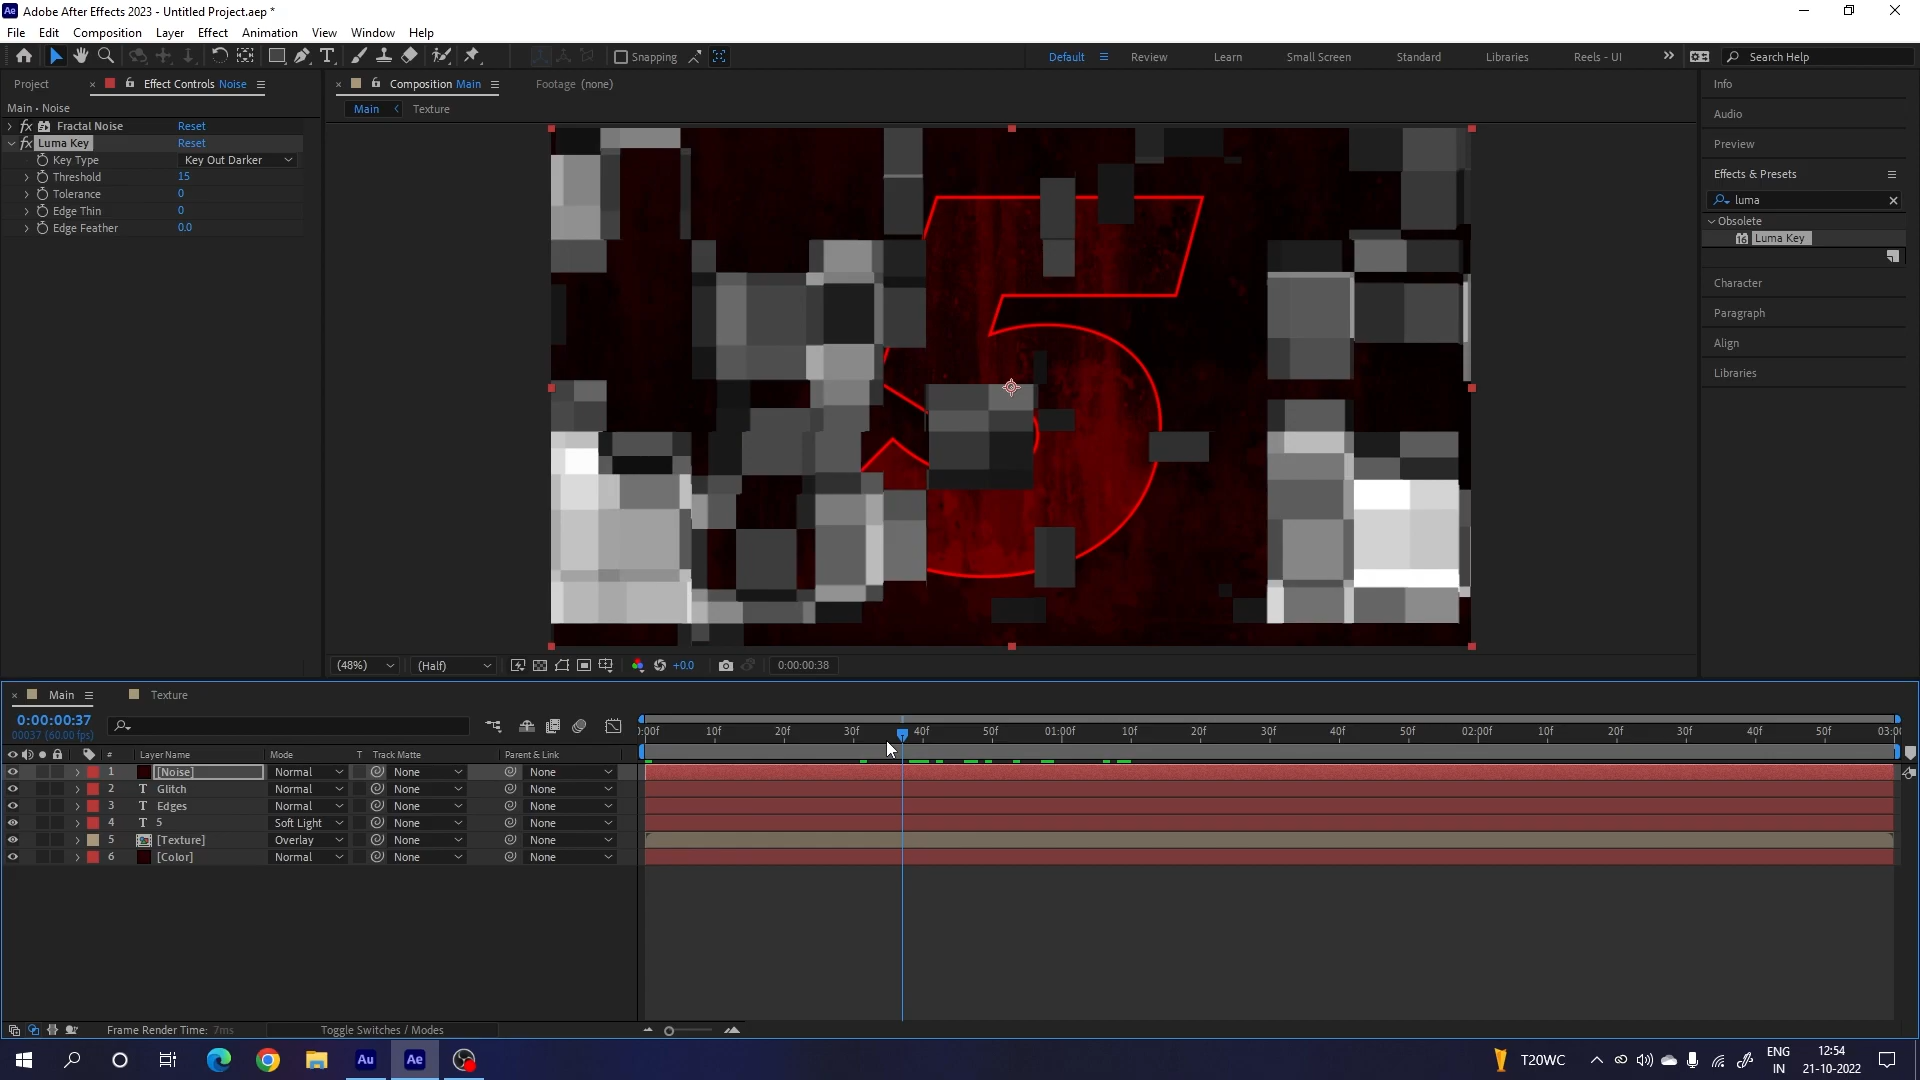 Ae Adobe After Effects 2023 - Untitled Project.aep *
File Edit Composition Layer Effect Animation View Window Help
Snapping Default Review Learn Small Screen Standard Libraries Reels - UI Search Help
Project Effect Controls Noise
Composition Main Footage (none)
Main • Noise
Main Texture
fx Fractal Noise Reset
fx Luma Key Reset
Key Type Key Out Darker
Threshold 15
Tolerance 0
Edge Thin 0
Edge Feather 0.0
5
(48%) (Half) +0.0 0:00:00:38
Info
Audio
Preview
Effects & Presets
luma
Obsolete
16 Luma Key
Character
Paragraph
Align
Libraries
Main Texture
0:00:00:37
00037 (60.00 fps)
:00f 10f 20f 30f 40f 50f 01:00f 10f 20f 30f 40f 50f 02:00f 10f 20f 30f 40f 50f 03:0
# Layer Name Mode T Track Matte Parent & Link
1 [Noise] Normal None None
2 T Glitch Normal None None
3 T Edges Normal None None
4 T 5 Soft Light None None
5 [Texture] Overlay None None
6 [Color] Normal None None
Frame Render Time: 7ms Toggle Switches / Modes
Au Ae T20WC ENG IN 12:54 21-10-2022